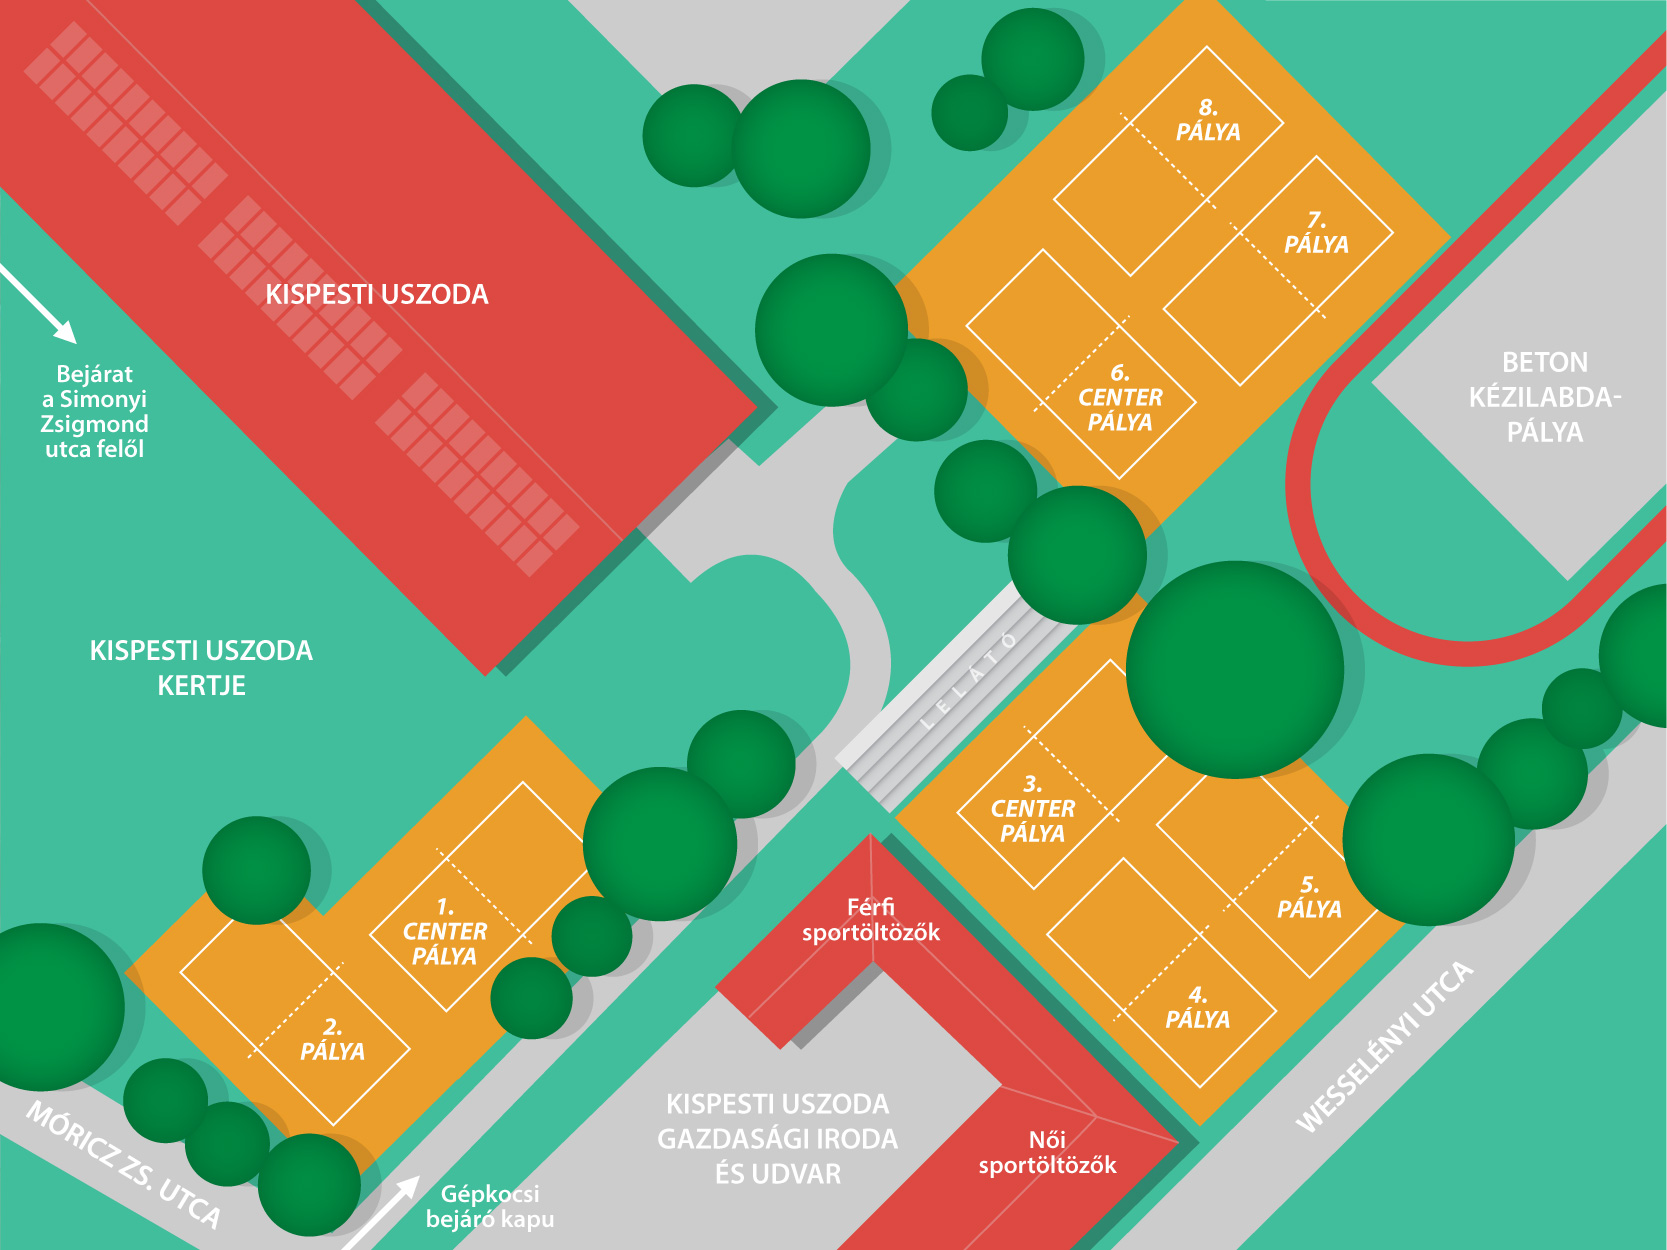 8.
PÁLYA
7.
PÁLYA
KISPESTI USZODA
Bejárat
a Simonyi
Zsigmond
utca felől
6.
CENTER
PÁLYA
BETON
KÉZILABDA-
PÁLYA
KISPESTI USZODA
KERTJE
LELÁTÓ
3.
CENTER
PÁLYA
5.
PÁLYA
1.
CENTER
PÁLYA
Férfi
sportöltözők
4.
PÁLYA
2.
PÁLYA
WESSELÉNYI UTCA
KISPESTI USZODA
GAZDASÁGI IRODA
ÉS UDVAR
Női
sportöltözők
MÓRICZ ZS. UTCA
Gépkocsi
bejáró kapu